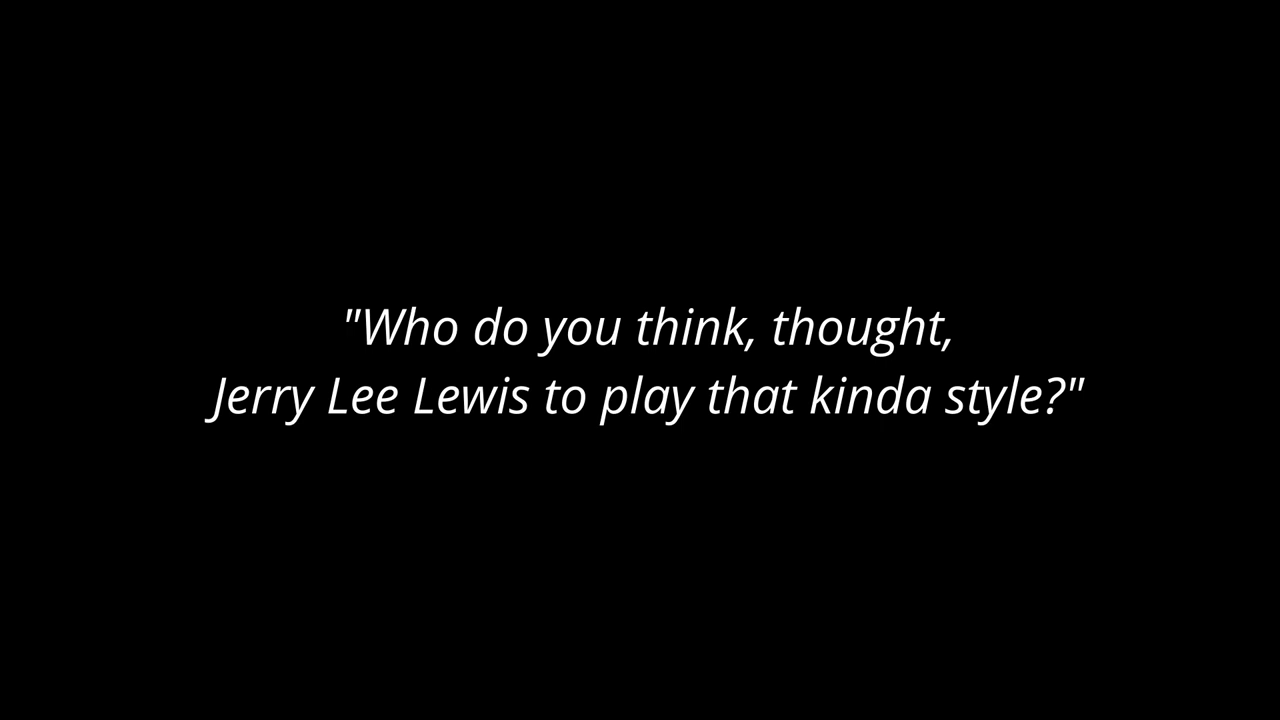 "Who do you think, thought,
Jerry Lee Lewis to play that kinda style?"